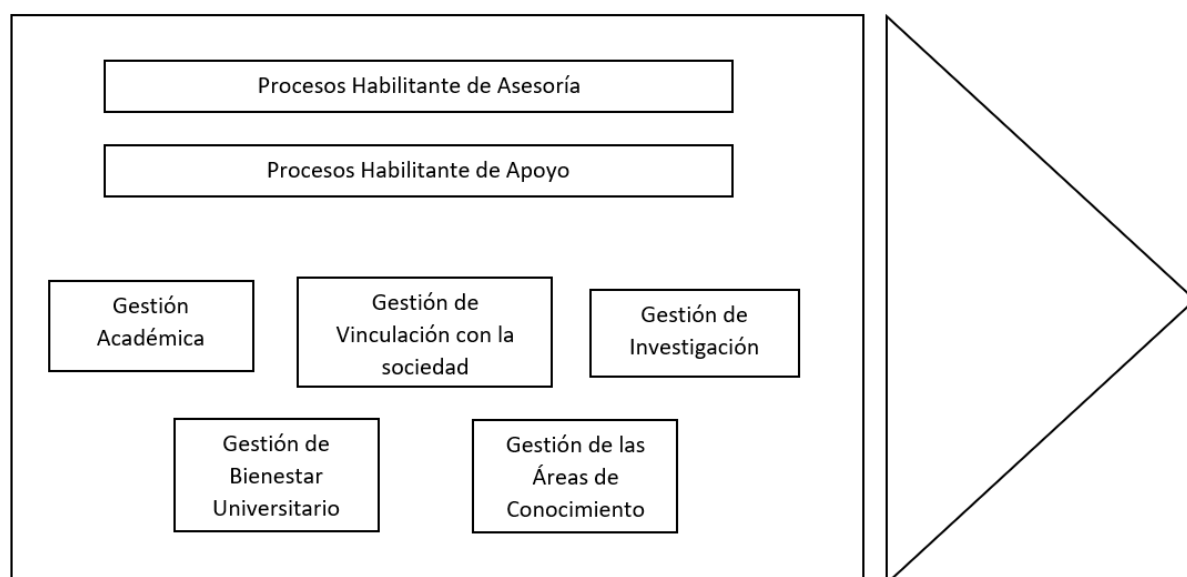 Procesos Habilitante de Asesoría
Procesos Habilitante de Apoyo
Gestión
Académica
Gestión de
Vinculación con la
sociedad
Gestión de
Investigación
Gestión de
Bienestar
Universitario
Gestión de las
Áreas de
Conocimiento